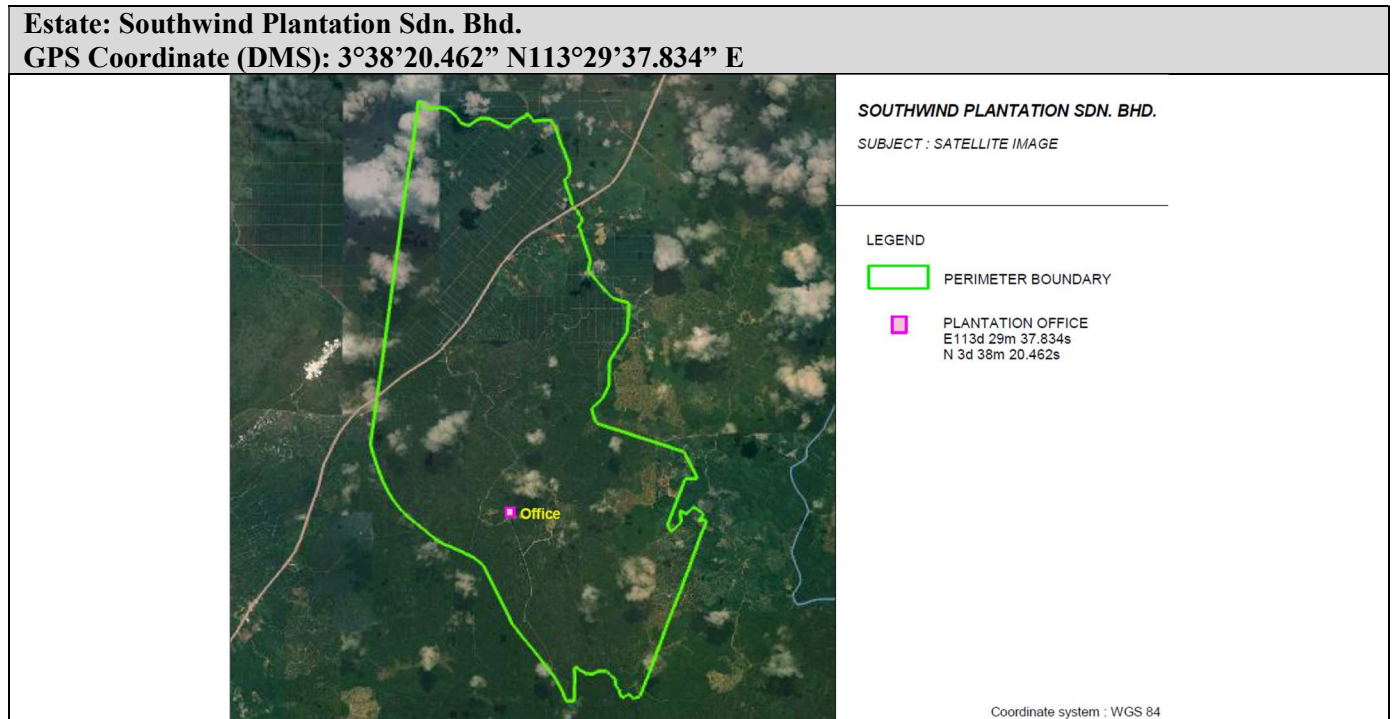 Estate: Southwind Plantation Sdn. Bhd.
GPS Coordinate (DMS): 3°38’20.462” N113°29’37.834” E
SOUTHWIND PLANTATION SDN. BHD.
SUBJECT : SATELLITE IMAGE
LEGEND
PERIMETER BOUNDARY
PLANTATION OFFICE
E113d 29m 37.834s
N 3d 38m 20.462s
Office
Coordinate system : WGS 84